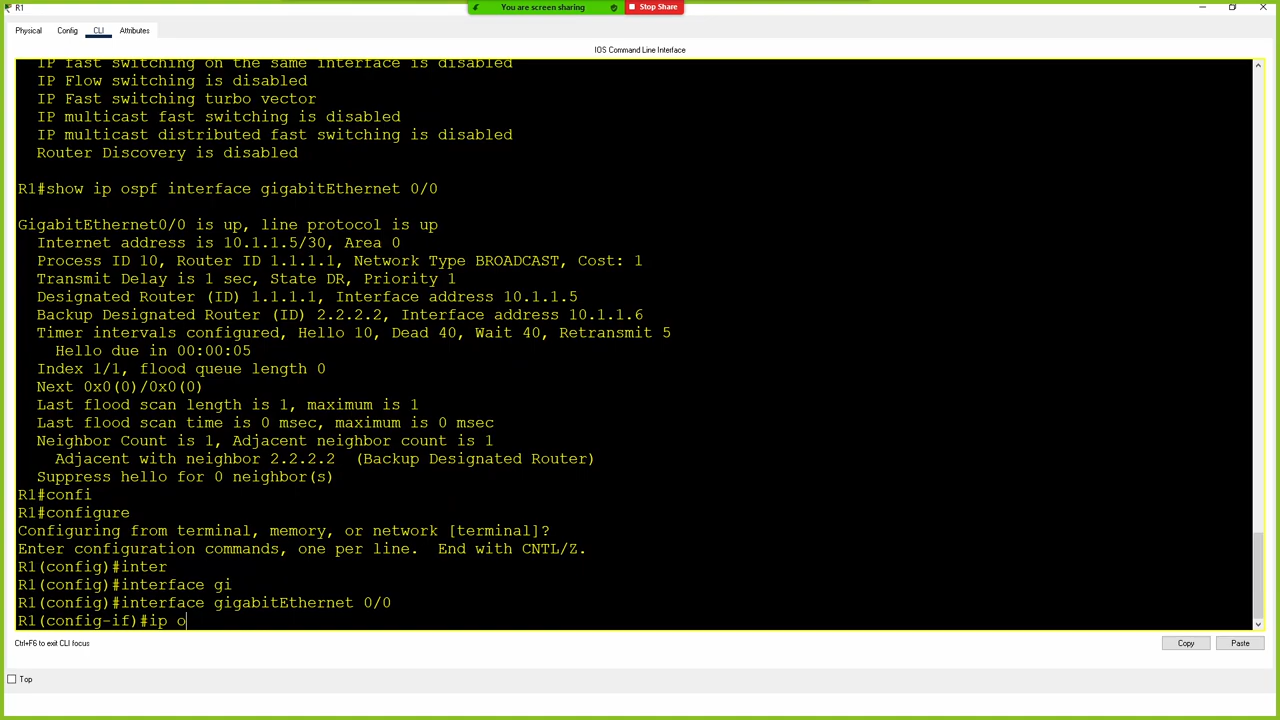 R1
You are screen sharing
Stop Share
Physical
Config
CLI
Attributes
IOS Command Line Interface
IP fast switching on the same interface is disabled
IP Flow switching is disabled
IP Fast switching turbo vector
IP multicast fast switching is disabled
IP multicast distributed fast switching is disabled
Router Discovery is disabled
R1#show ip ospf interface gigabitEthernet 0/0
GigabitEthernet0/0 is up, line protocol is up
Internet address is 10.1.1.5/30, Area 0
Process ID 10, Router ID 1.1.1.1, Network Type BROADCAST, Cost: 1
Transmit Delay is 1 sec, State DR, Priority 1
Designated Router (ID) 1.1.1.1, Interface address 10.1.1.5
Backup Designated Router (ID) 2.2.2.2, Interface address 10.1.1.6
Timer intervals configured, Hello 10, Dead 40, Wait 40, Retransmit 5
Hello due in 00:00:05
Index 1/1, flood queue length 0
Next 0x0(0)/0x0(0)
Last flood scan length is 1, maximum is 1
Last flood scan time is 0 msec, maximum is 0 msec
Neighbor Count is 1, Adjacent neighbor count is 1
Adjacent with neighbor 2.2.2.2  (Backup Designated Router)
Suppress hello for 0 neighbor(s)
R1#confi
R1#configure
Configuring from terminal, memory, or network [terminal]?
Enter configuration commands, one per line.  End with CNTL/Z.
R1(config)#inter
R1(config)#interface gi
R1(config)#interface gigabitEthernet 0/0
R1(config-if)#ip o
Ctrl+F6 to exit CLI focus
Copy
Paste
Top